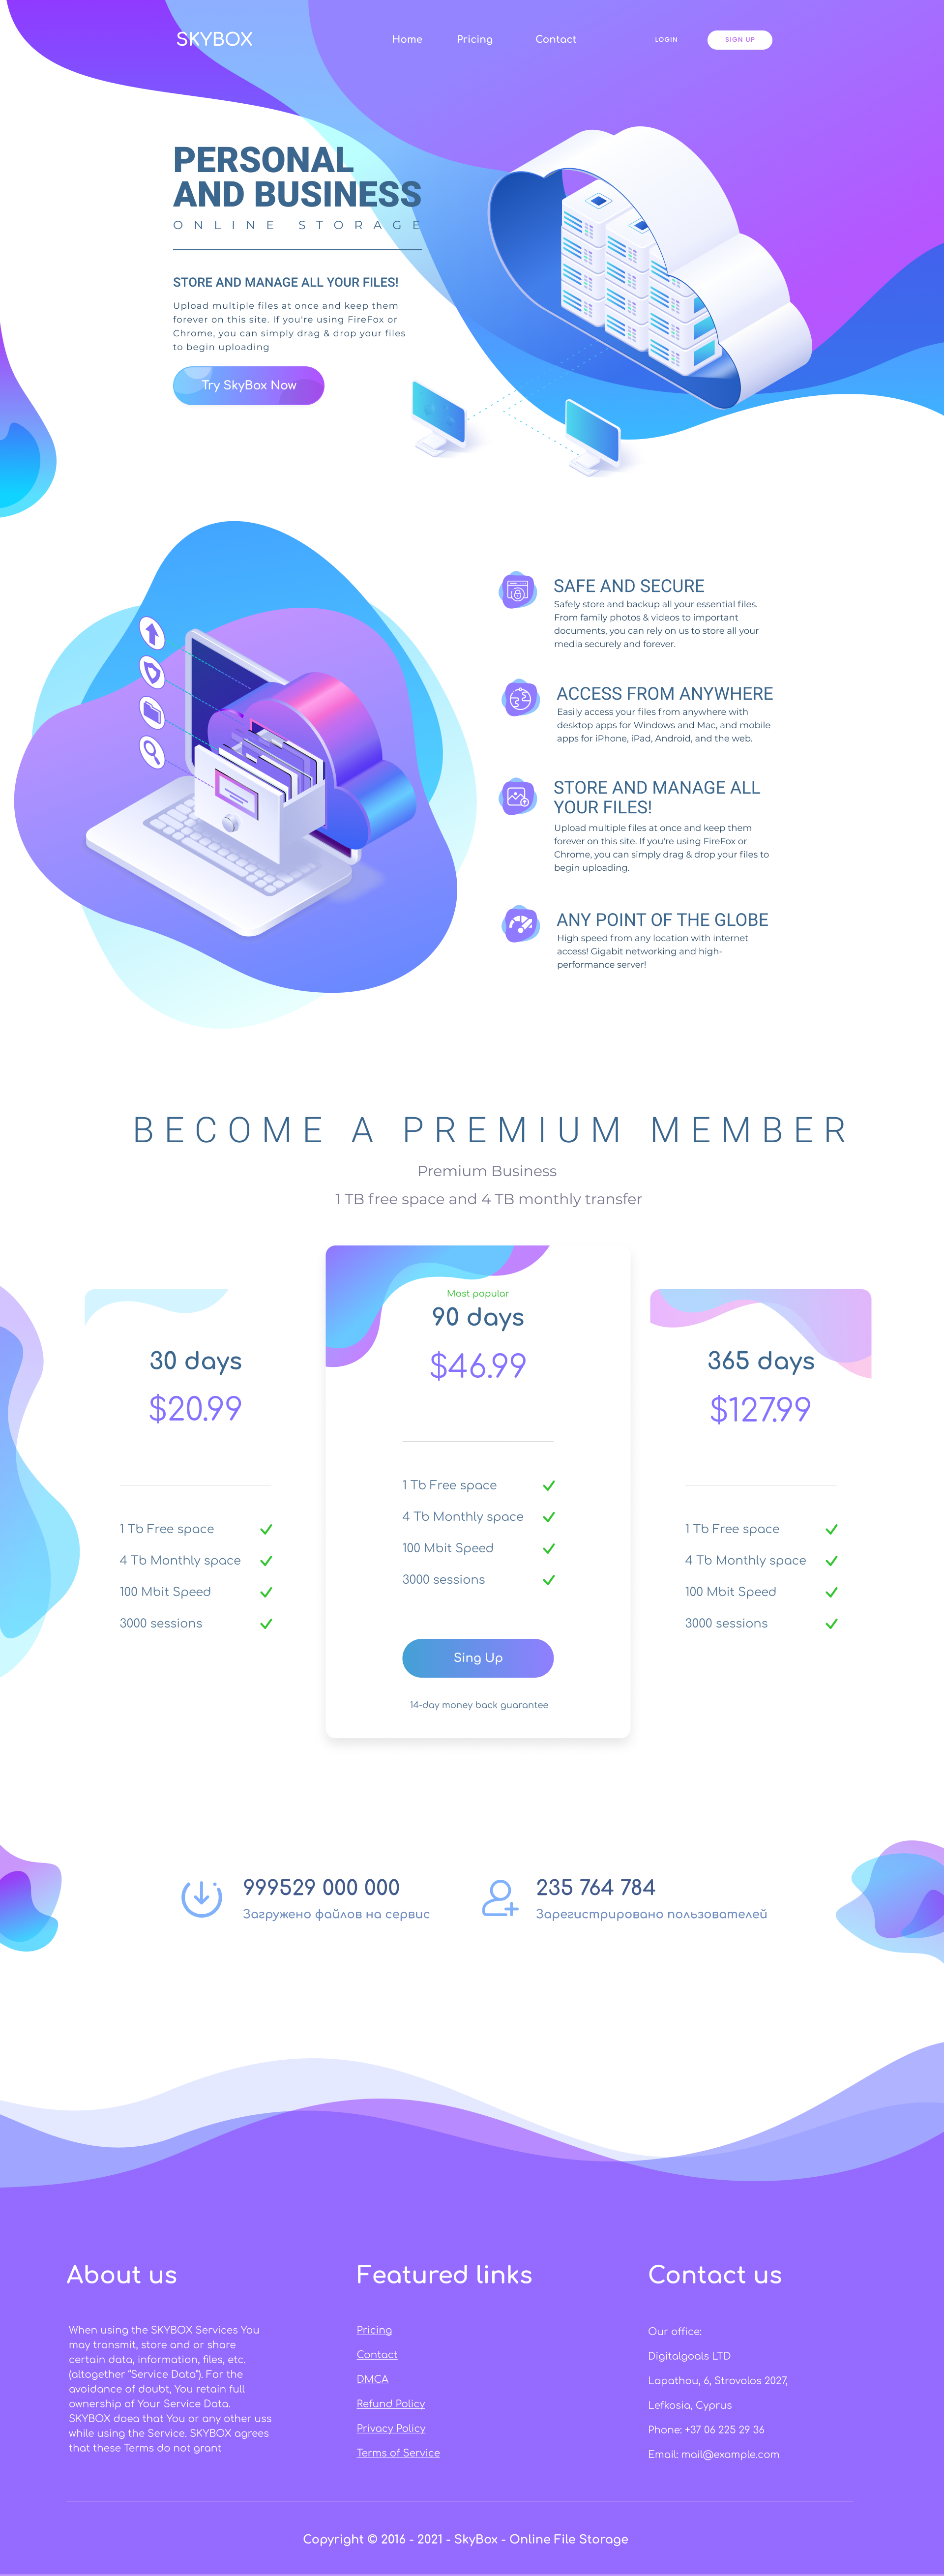 SKYBOX
Home
Pricing
Contact
LOGIN
SIGN UP
PERSONAL
AND BUSINESS
ONLINE STORAGE
STORE AND MANAGE ALL YOUR FILES!
Upload multiple files at once and keep them
forever on this site. If you're using FireFox or
Chrome, you can simply drag & drop your files
to begin uploading
Try SkyBox Now
SAFE AND SECURE
Safely store and backup all your essential files.
From family photos & videos to important
documents, you can rely on us to store all your
media securely and forever.
ACCESS FROM ANYWHERE
Easily access your files from anywhere with
desktop apps for Windows and Mac, and mobile
apps for iPhone, iPad, Android, and the web.
STORE AND MANAGE ALL
YOUR FILES!
Upload multiple files at once and keep them
forever on this site. If you're using FireFox or
Chrome, you can simply drag & drop your files to
begin uploading.
ANY POINT OF THE GLOBE
High speed from any location with internet
access! Gigabit networking and high-
performance server!
BECOME A PREMIUM MEMBER
Premium Business
1 TB free space and 4 TB monthly transfer
30 days
$20.99
1 Tb Free space
4 Tb Monthly space
100 Mbit Speed
3000 sessions
Most popular
90 days
$46.99
1 Tb Free space
4 Tb Monthly space
100 Mbit Speed
3000 sessions
Sing Up
14-day money back guarantee
365 days
$127.99
1 Tb Free space
4 Tb Monthly space
100 Mbit Speed
3000 sessions
999529 000 000
Загружено файлов на сервис
235 764 784
Зарегистрировано пользователей
About us
When using the SKYBOX Services You
may transmit, store and or share
certain data, information, files, etc.
(altogether “Service Data”). For the
avoidance of doubt, You retain full
ownership of Your Service Data.
SKYBOX doea that You or any other uss
while using the Service. SKYBOX agrees
that these Terms do not grant
Featured links
Pricing
Contact
DMCA
Refund Policy
Privacy Policy
Terms of Service
Contact us
Our office:
Digitalgoals LTD
Lapathou, 6, Strovolos 2027,
Lefkosia, Cyprus
Phone: +37 06 225 29 36
Email: mail@example.com
Copyright © 2016 - 2021 - SkyBox - Online File Storage